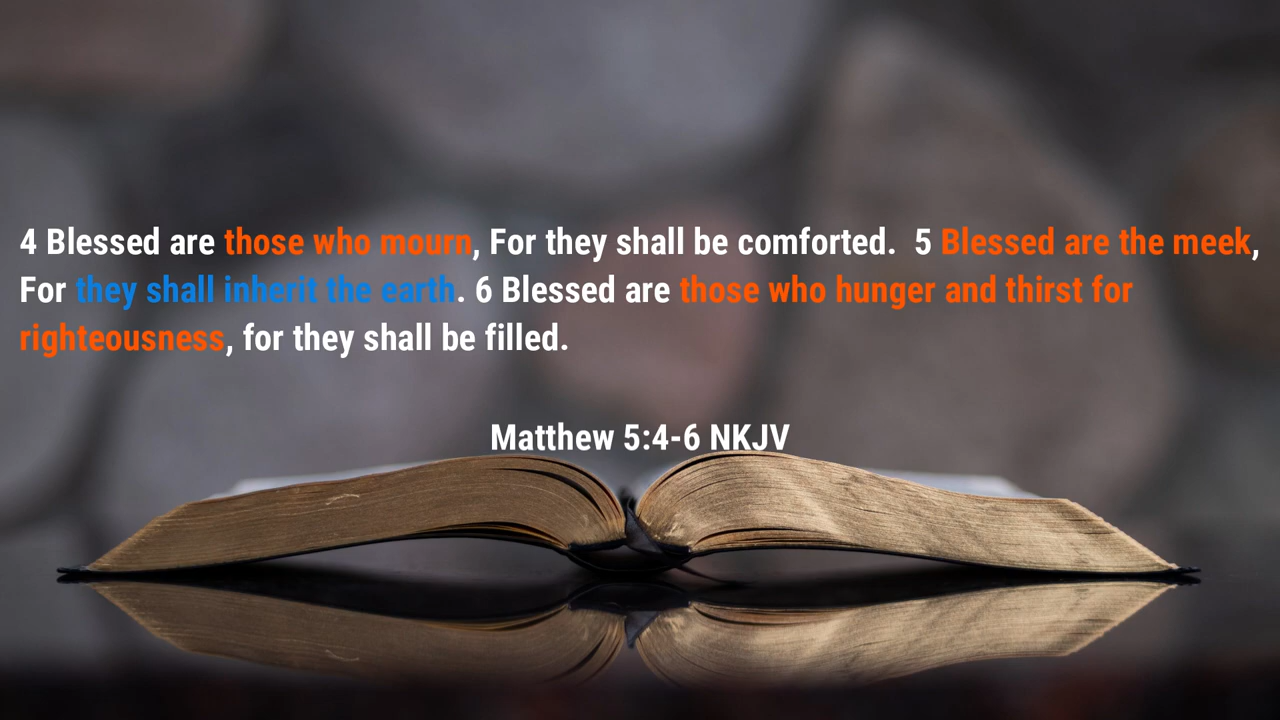 4 Blessed are those who mourn, For they shall be comforted.  5 Blessed are the meek,
For they shall inherit the earth. 6 Blessed are those who hunger and thirst for
righteousness, for they shall be filled.
Matthew 5:4-6 NKJV